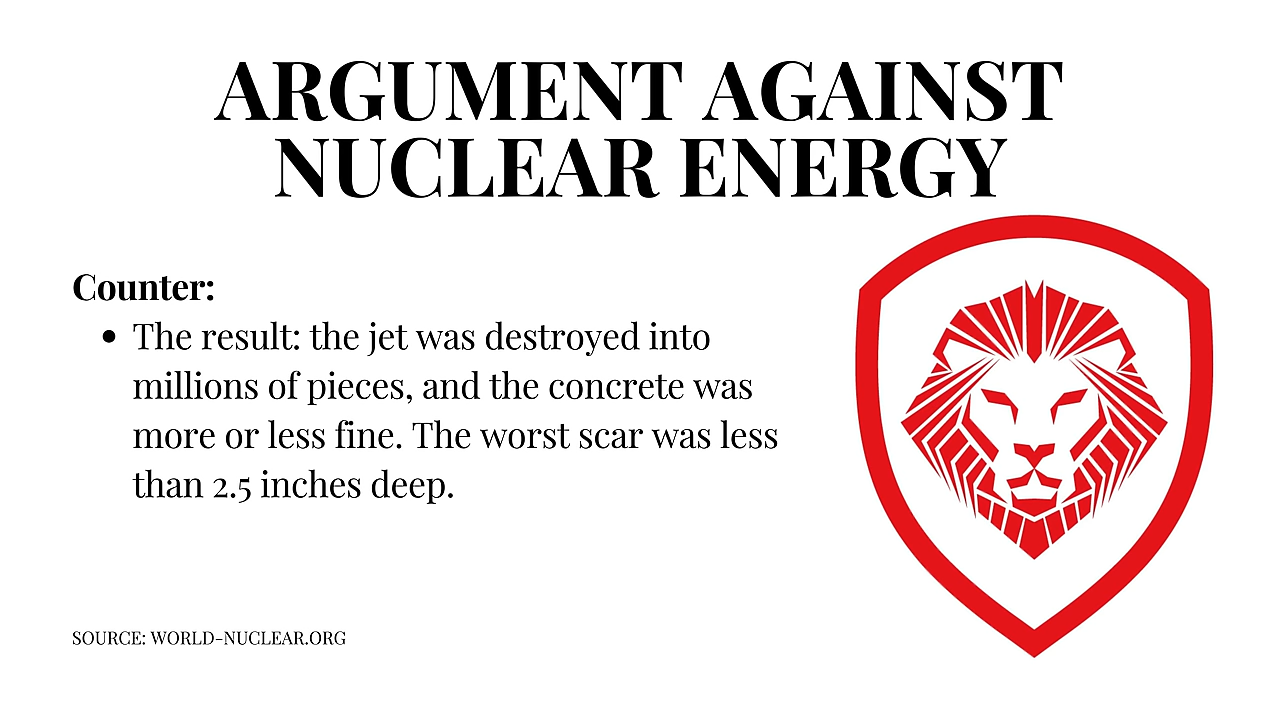 ARGUMENT AGAINST
NUCLEAR ENERGY
Counter:
• The result: the jet was destroyed into
millions of pieces, and the concrete was
more or less fine. The worst scar was less
than 2.5 inches deep.
SOURCE: WORLD-NUCLEAR.ORG